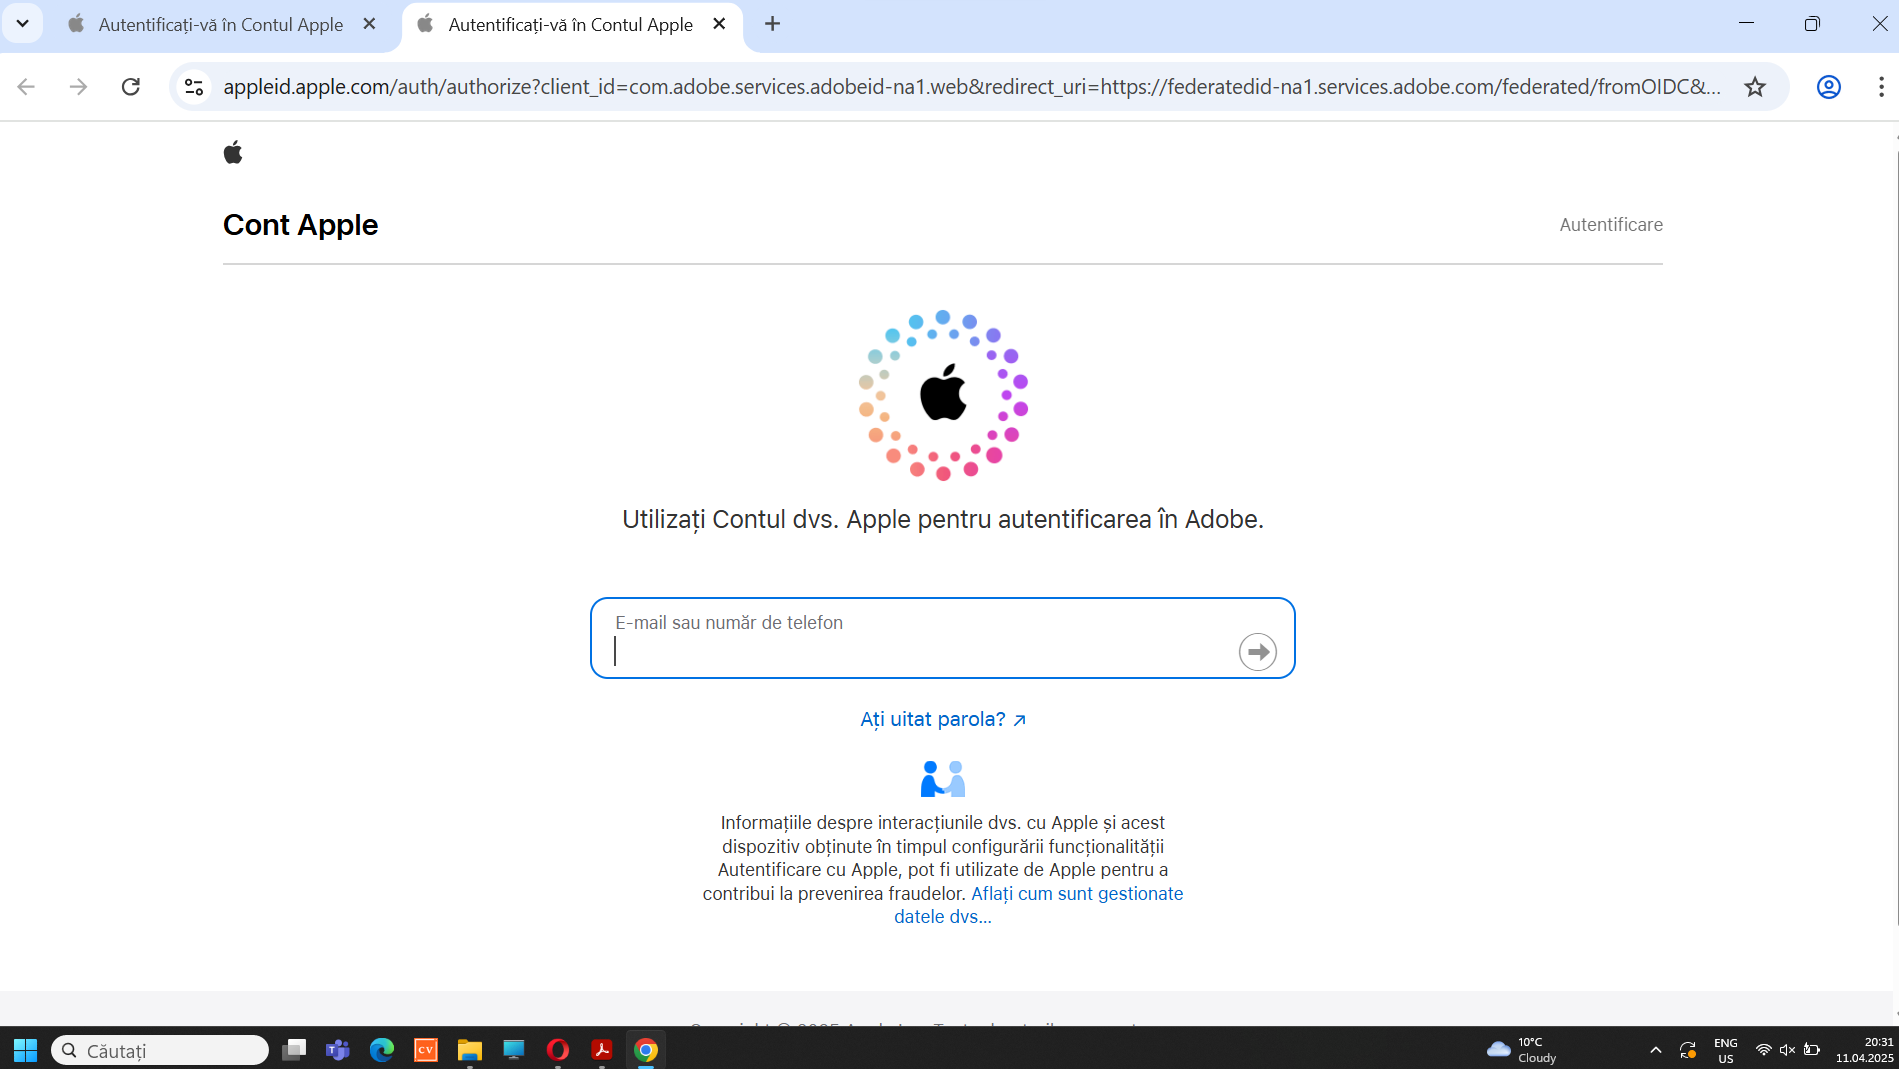 Autentificați-vă în Contul Apple
Autentificați-vă în Contul Apple
appleid.apple.com/auth/authorize?client_id=com.adobe.services.adobeid-na1.web&redirect_uri=https://federatedid-na1.services.adobe.com/federated/fromOIDC&...
Cont Apple
Autentificare
Utilizați Contul dvs. Apple pentru autentificarea în Adobe.
E-mail sau număr de telefon
Ați uitat parola?
Informațiile despre interacțiunile dvs. cu Apple și acest
dispozitiv obținute în timpul configurării funcționalității
Autentificare cu Apple, pot fi utilizate de Apple pentru a
contribui la prevenirea fraudelor. Aflați cum sunt gestionate
datele dvs...
Căutați
CV
10°C
Cloudy
ENG
US
20:31
11.04.2025